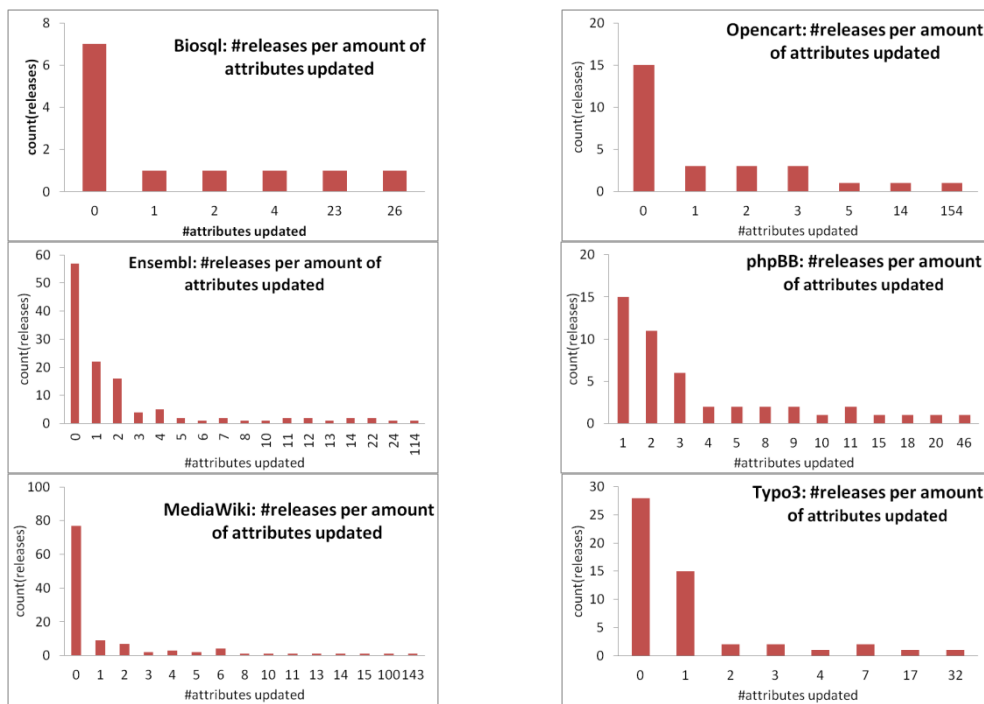 Biosql: #releases per amount of
attributes updated
count(releases)
8
6
4
2
0
0 1 2 4 23 26
#attributes updated
Opencart: #releases per amount
of attributes updated
count(releases)
20
15
10
5
0
0 1 2 3 5 14 154
#attributes updated
Ensembl: #releases per amount of
attributes updated
count(releases)
60
50
40
30
20
10
0
0 1 2 3 4 5 6 7 8 10 11 12 13 14 22 24 114
#attributes updated
phpBB: #releases per amount
of attributes updated
count(releases)
20
15
10
5
0
1 2 3 4 5 8 9 10 11 15 18 20 46
#attributes updated
MediaWiki: #releases per amount
of attributes updated
count(releases)
100
80
60
40
20
0
0 1 2 3 4 5 6 8 10 11 13 14 15 100 143
#attributes updated
Typo3: #releases per amount
of attributes updated
count(releases)
30
25
20
15
10
5
0
0 1 2 3 4 7 17 32
#attributes updated